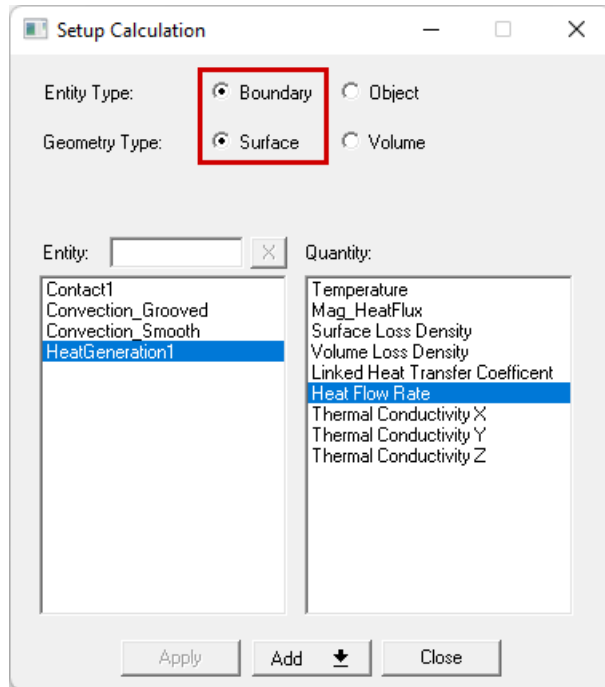 Setup Calculation
Entity Type: Boundary Object
Geometry Type: Surface Volume
Entity: X Quantity:
Contact1
Convection_Grooved
Convection_Smooth
HeatGeneration1
Temperature
Mag_HeatFlux
Surface Loss Density
Volume Loss Density
Linked Heat Transfer Coefficent
Heat Flow Rate
Thermal Conductivity X
Thermal Conductivity Y
Thermal Conductivity Z
Apply Add Close